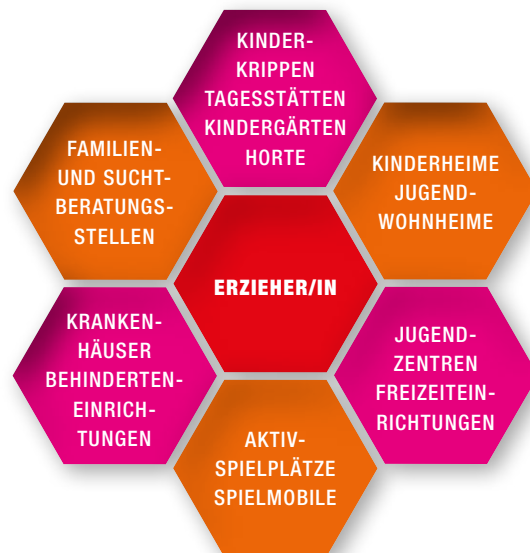 KINDER-
KRIPPEN
TAGESSTÄTTEN
KINDERGÄRTEN
HORTE
FAMILIEN-
UND SUCHT-
BERATUNGS-
STELLEN
KINDERHEIME
JUGEND-
WOHNHEIME
ERZIEHER/IN
KRANKEN-
HÄUSER
BEHINDERTEN-
EINRICH-
TUNGEN
JUGEND-
ZENTREN
FREIZEITEIN-
RICHTUNGEN
AKTIV-
SPIELPLÄTZE
SPIELMOBILE